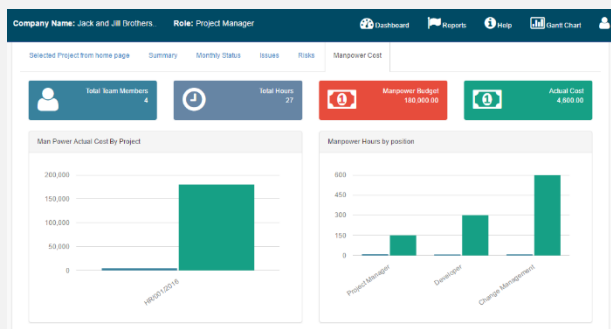 Company Name: Jack and Jill Brothers.. Role: Project Manager Dashboard Reports Help Gantt Chart
Selected Project from home page Summary Monthly Status Issues Risks Manpower Cost
Total Team Members
4
Total Hours
27
Manpower Budget
180,000.00
Actual Cost
4,600.00
Man Power Actual Cost By Project
200,000
150,000
100,000
50,000
0
HR/001/2016
Manpower Hours by position
600
450
300
150
0
Project Manager
Developer
Change Management